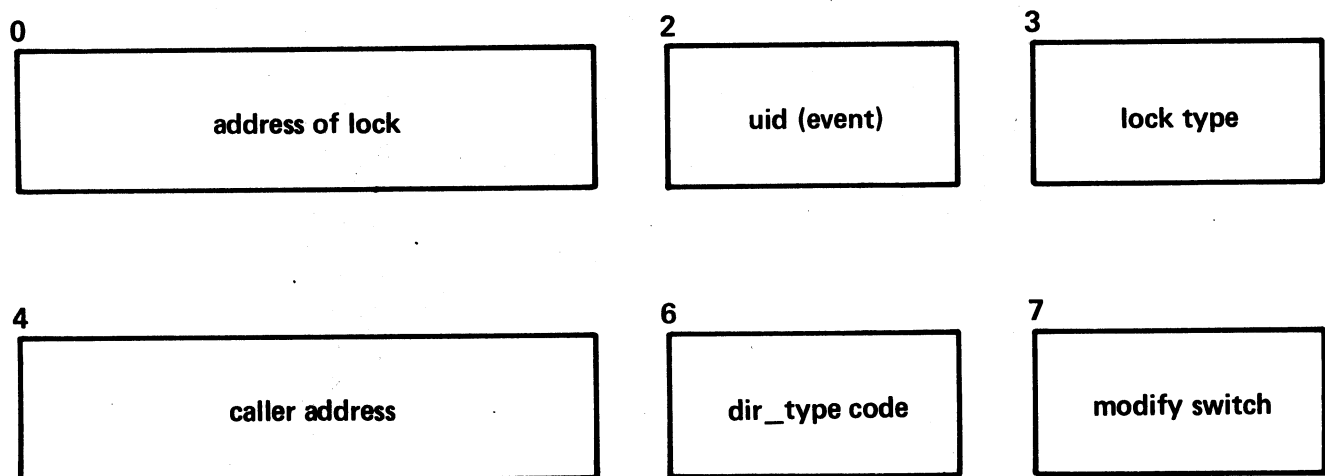 0 2 3
address of lock uid (event) lock type
4 6 7
caller address dir_type code modify switch